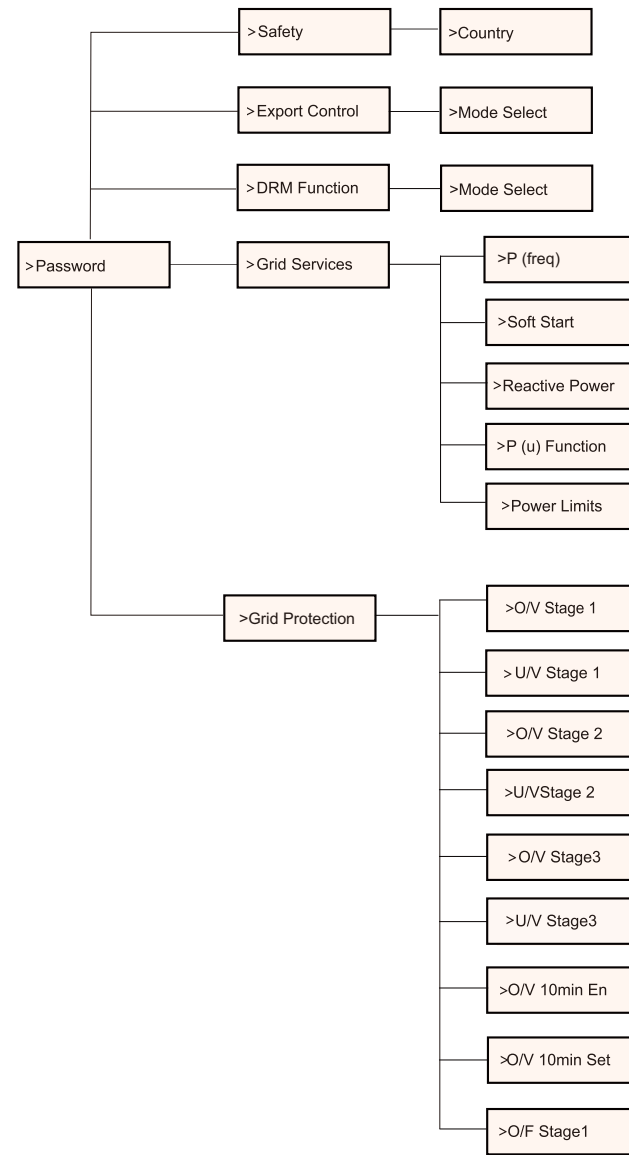 >Safety
>Country
>Export Control
>Mode Select
>DRM Function
>Mode Select
>Password
>Grid Services
>P (freq)
>Soft Start
>Reactive Power
>P (u) Function
>Power Limits
>Grid Protection
>O/V Stage 1
> U/V Stage 1
>O/V Stage 2
>U/VStage 2
>O/V Stage3
>U/V Stage3
>O/V 10min En
>O/V 10min Set
>O/F Stage1